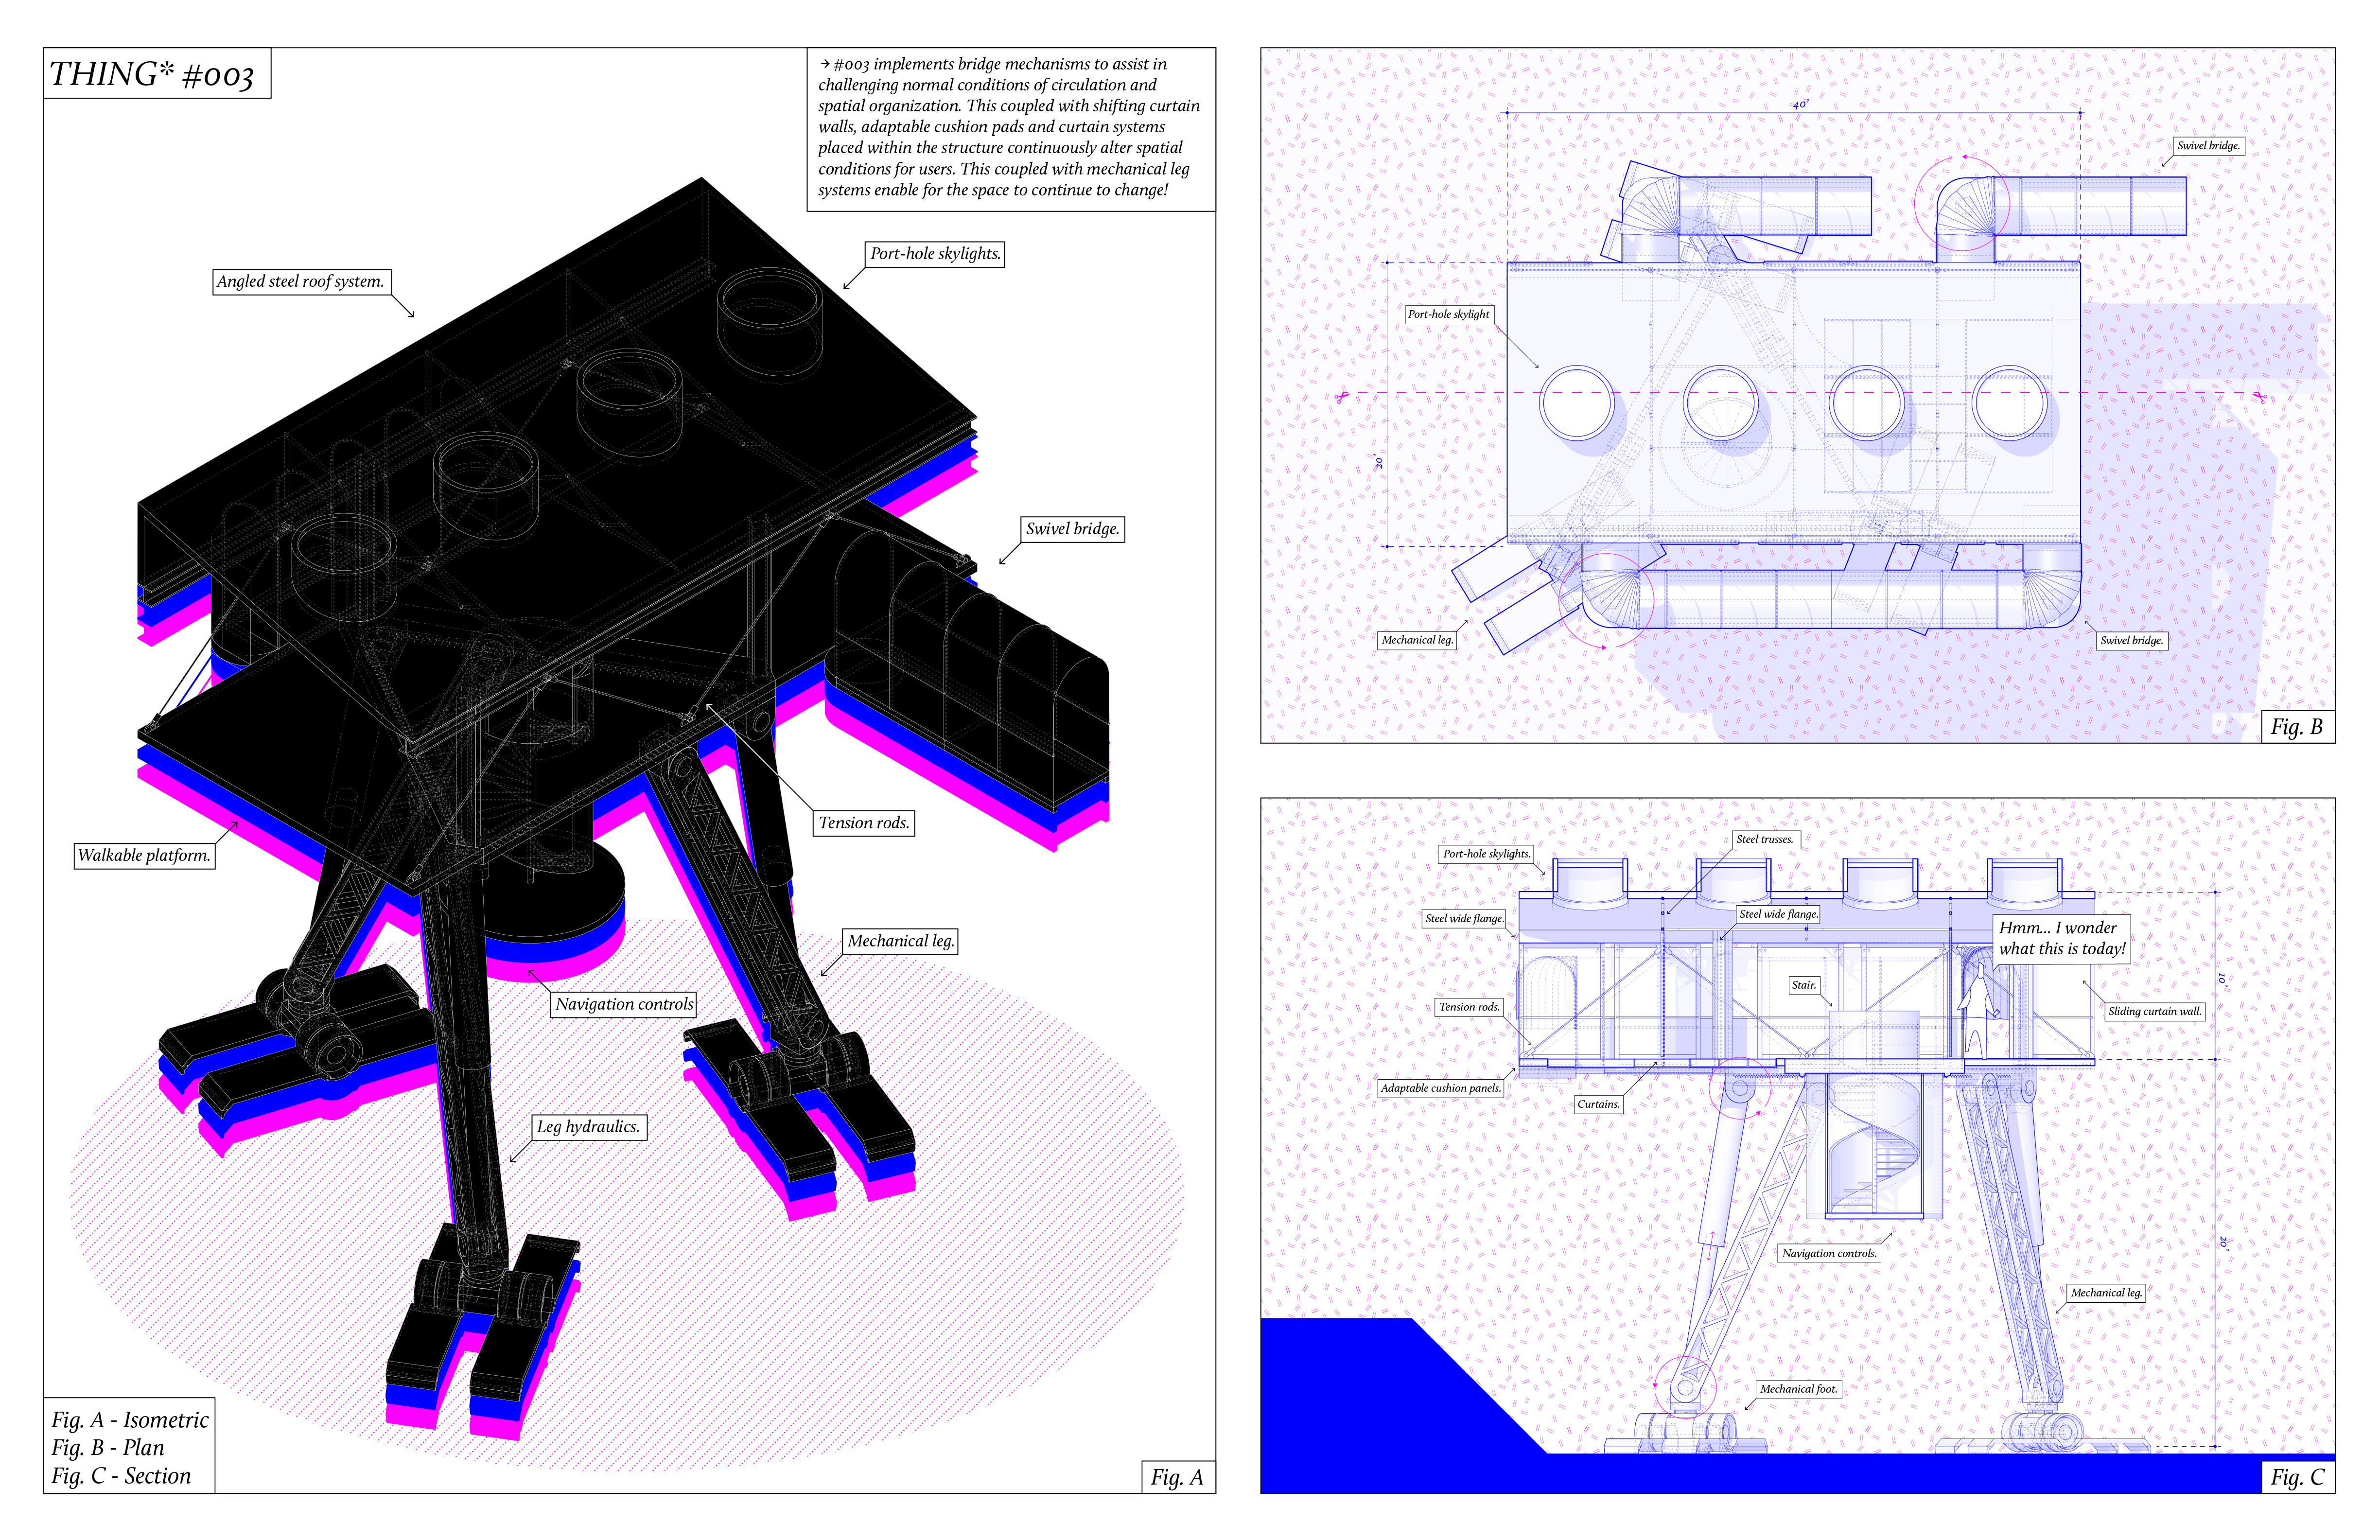 THING* #003
→ #003 implements bridge mechanisms to assist in
challenging normal conditions of circulation and
spatial organization. This coupled with shifting curtain
walls, adaptable cushion pads and curtain systems
placed within the structure continuously alter spatial
conditions for users. This coupled with mechanical leg
systems enable for the space to continue to change!
Port-hole skylights.
Angled steel roof system.
Swivel bridge.
Tension rods.
Walkable platform.
Mechanical leg.
Navigation controls
Leg hydraulics.
Fig. A - Isometric
Fig. B - Plan
Fig. C - Section
Fig. A
40'
Swivel bridge.
Port-hole skylight
20'
Mechanical leg.
Swivel bridge.
Fig. B
Steel trusses.
Port-hole skylights.
Steel wide flange.
Steel wide flange.
Hmm... I wonder
what this is today!
10'
Stair.
Tension rods.
Sliding curtain wall.
Adaptable cushion panels.
Curtains.
20'
Navigation controls.
Mechanical leg.
Mechanical foot.
Fig. C